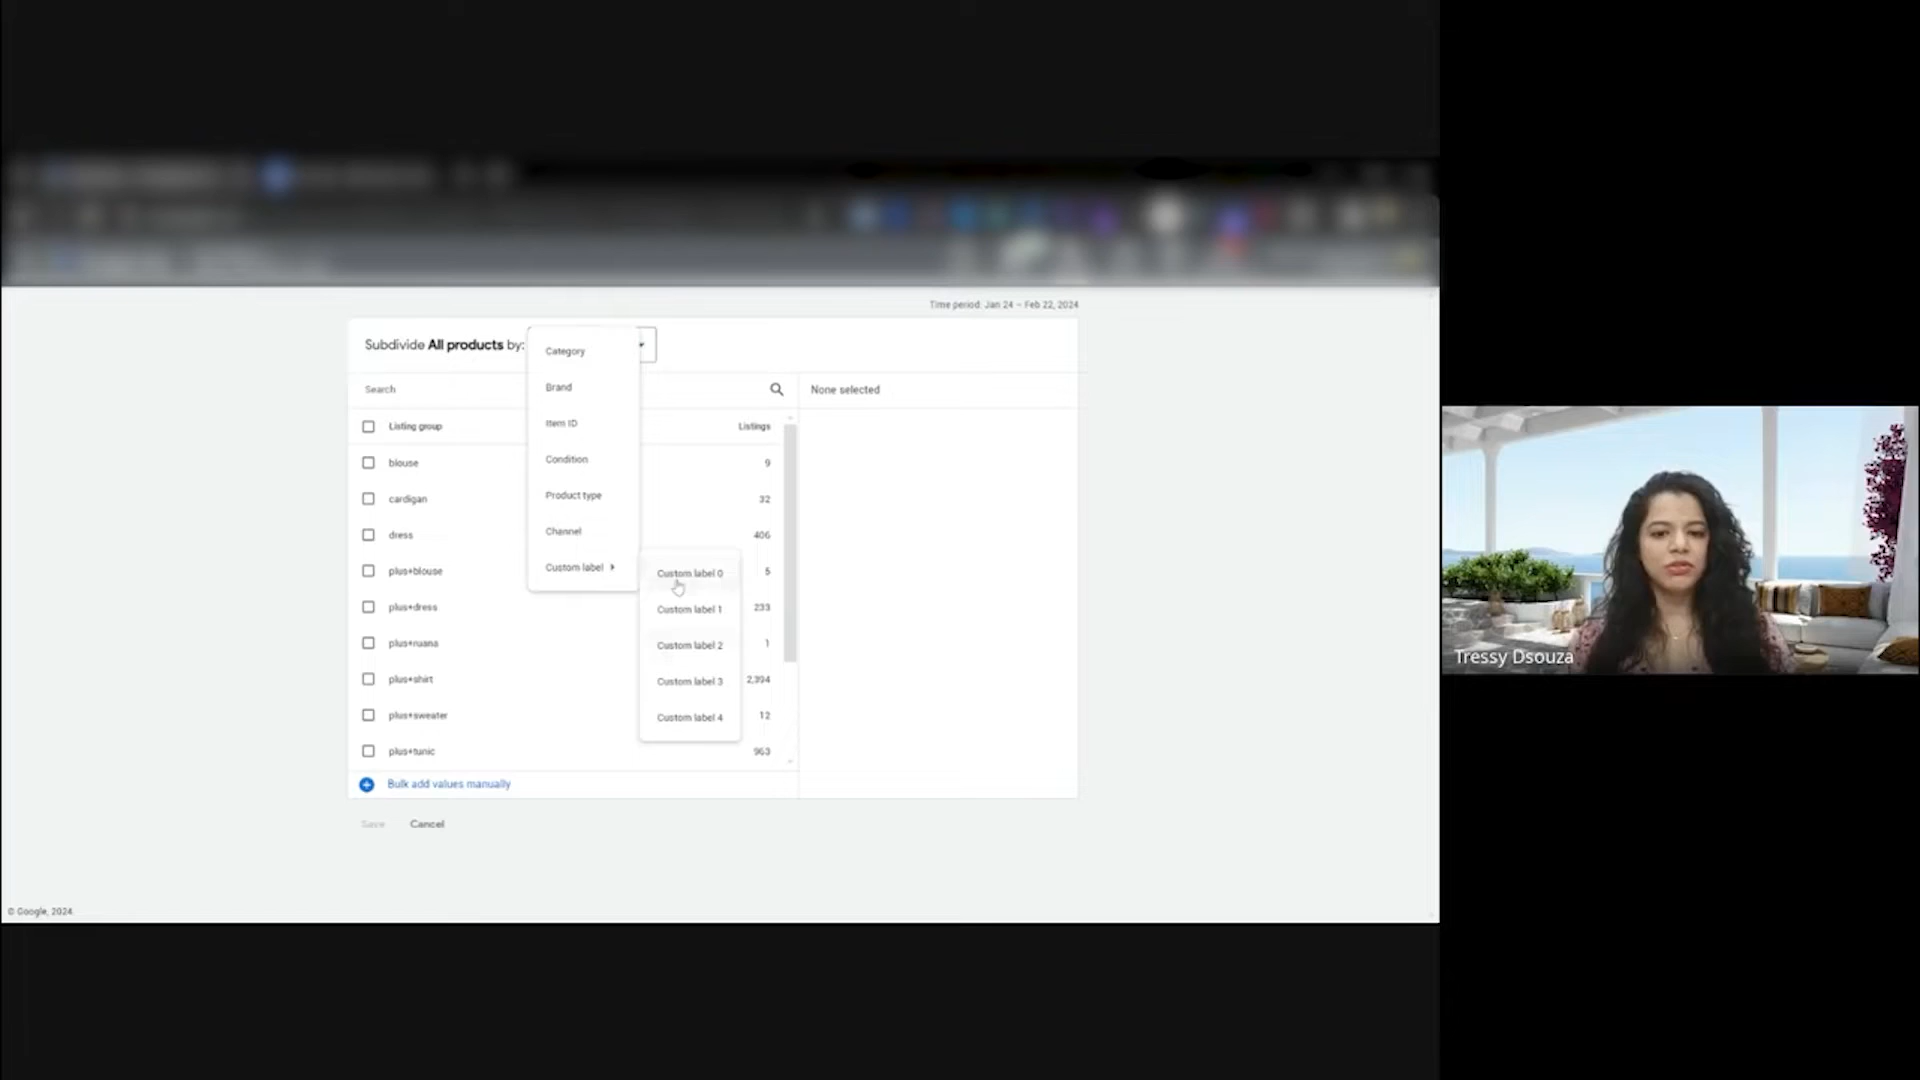 Time period: Jan 24 – Feb 22, 2024
Subdivide All products by:
Category
Brand
Item ID
Condition
Product type
Channel
Custom label
Custom label 0
Custom label 1
Custom label 2
Custom label 3
Custom label 4
Search
None selected
Listing group Listings
blouse 9
cardigan 32
dress 406
plus+blouse 5
plus+dress 233
plus+ruana 1
plus+shirt 2,394
plus+sweater 12
plus+tunic 963
Bulk add values manually
Save Cancel
© Google, 2024.
Tressy Dsouza